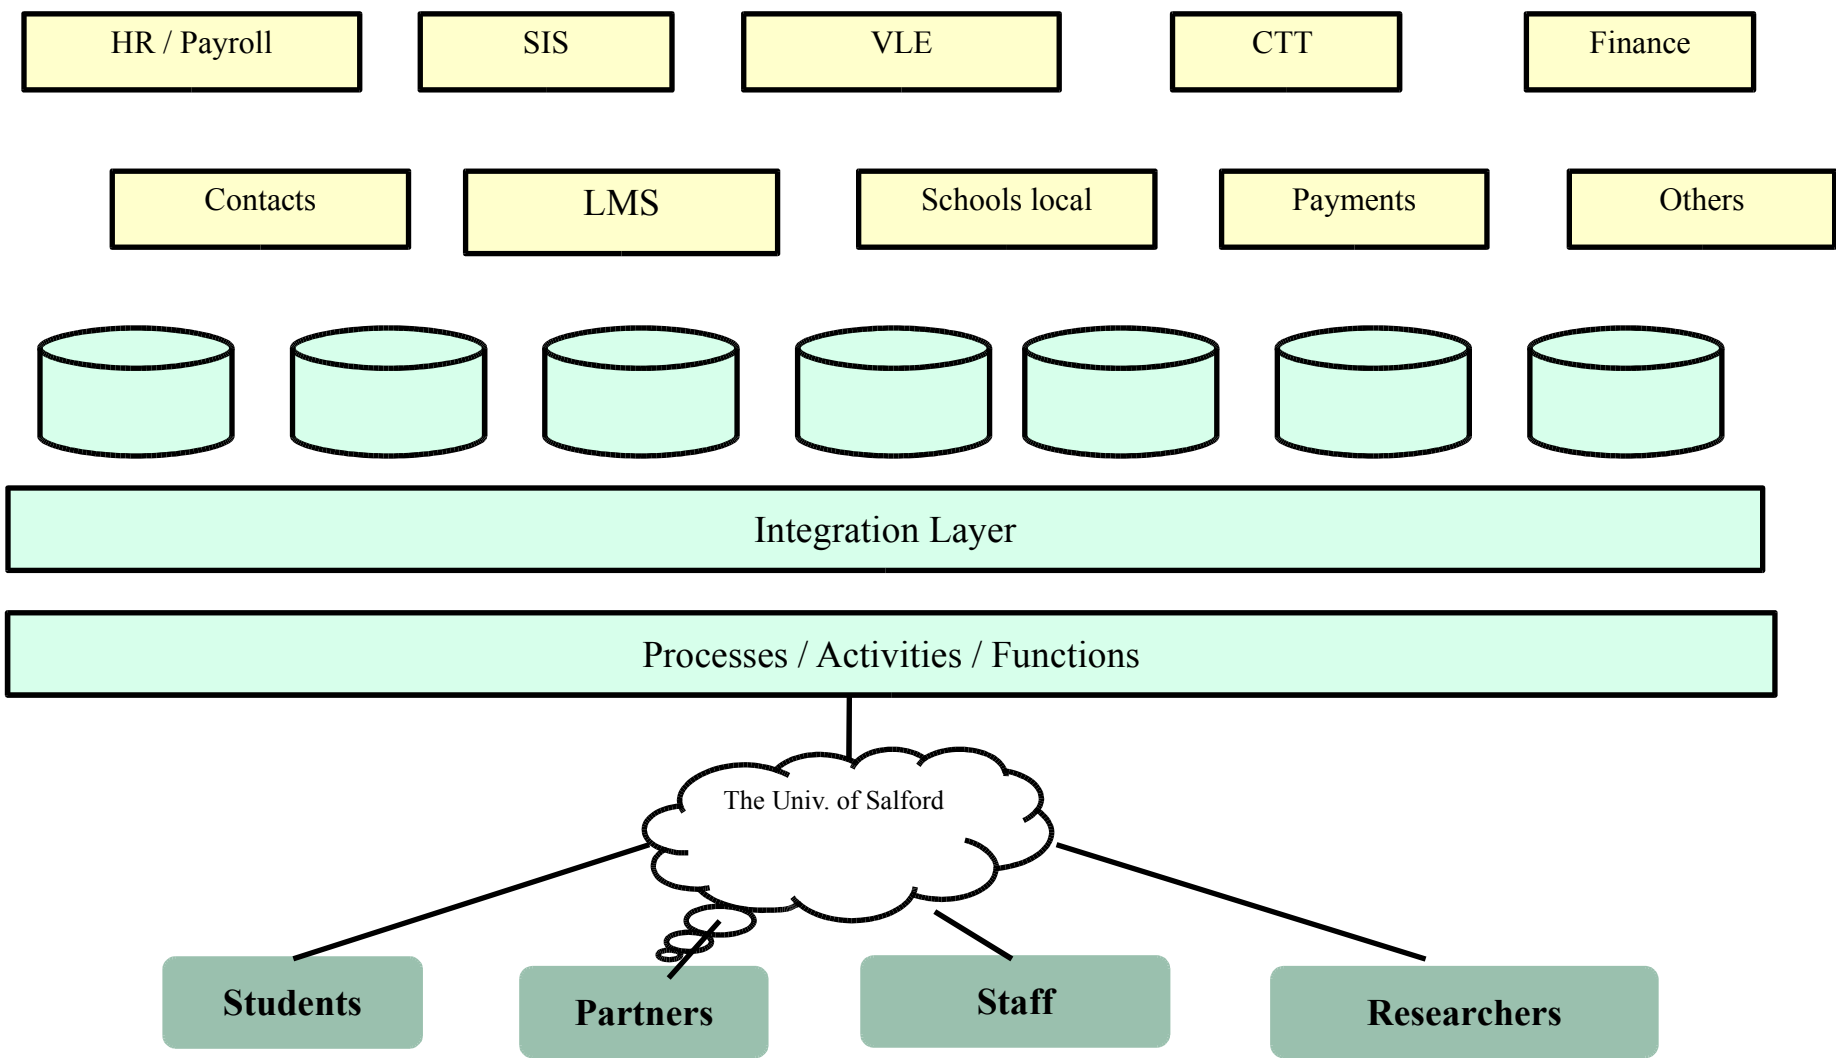 HR / Payroll
SIS
VLE
CTT
Finance
Contacts
LMS
Schools local
Payments
Others
Integration Layer
Processes / Activities / Functions
The Univ. of Salford
Students
Partners
Staff
Researchers